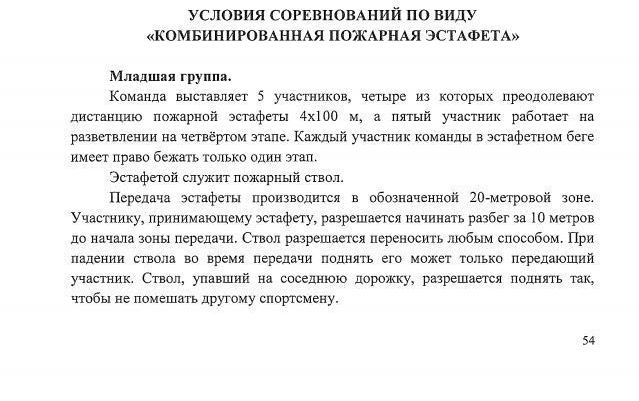 УСЛОВИЯ СОРЕВНОВАНИЙ ПО ВИДУ
«КОМБИНИРОВАННАЯ ПОЖАРНАЯ ЭСТАФЕТА»
Младшая группа.
Команда выставляет 5 участников, четыре из которых преодолевают
дистанцию пожарной эстафеты 4х100 м, а пятый участник работает на
разветвлении на четвёртом этапе. Каждый участник команды в эстафетном беге
имеет право бежать только один этап.
Эстафетой служит пожарный ствол.
Передача эстафеты производится в обозначенной 20-метровой зоне.
Участнику, принимающему эстафету, разрешается начинать разбег за 10 метров
до начала зоны передачи. Ствол разрешается переносить любым способом. При
падении ствола во время передачи поднять его может только передающий
участник. Ствол, упавший на соседнюю дорожку, разрешается поднять так,
чтобы не помешать другому спортсмену.
54